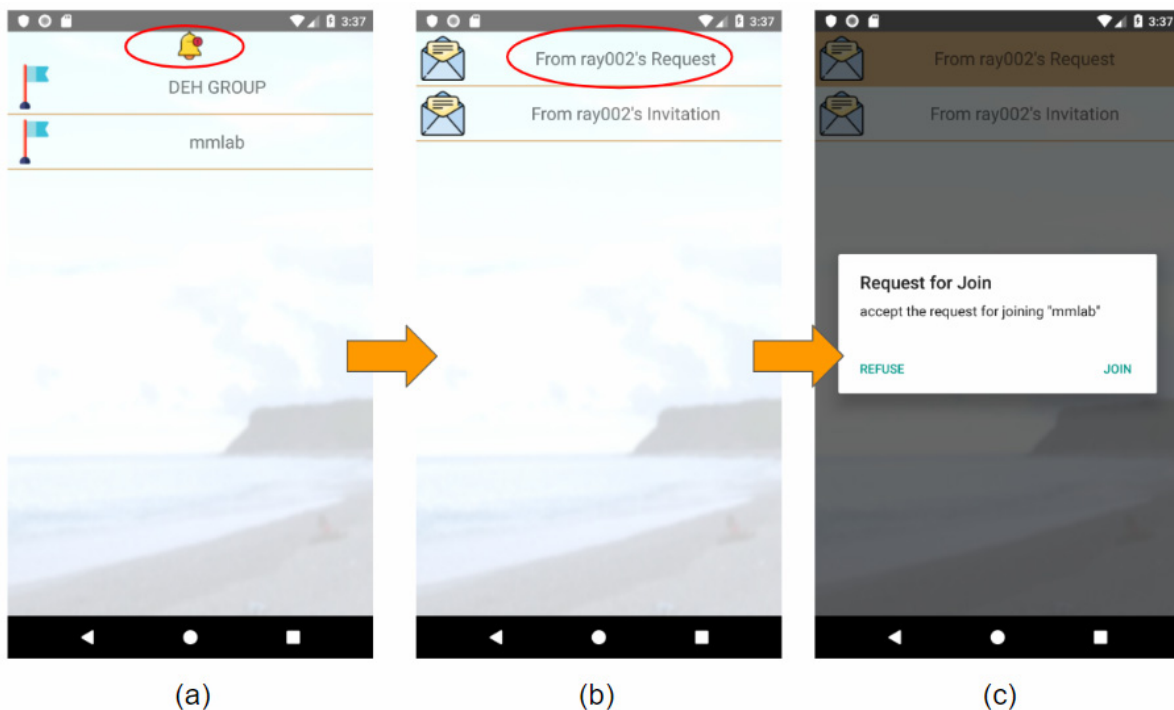 3:37
DEH GROUP
mmlab
(a)
3:37
From ray002's Request
From ray002's Invitation
(b)
3:37
From ray002's Request
From ray002's Invitation
Request for Join
accept the request for joining "mmlab"
REFUSE JOIN
(c)